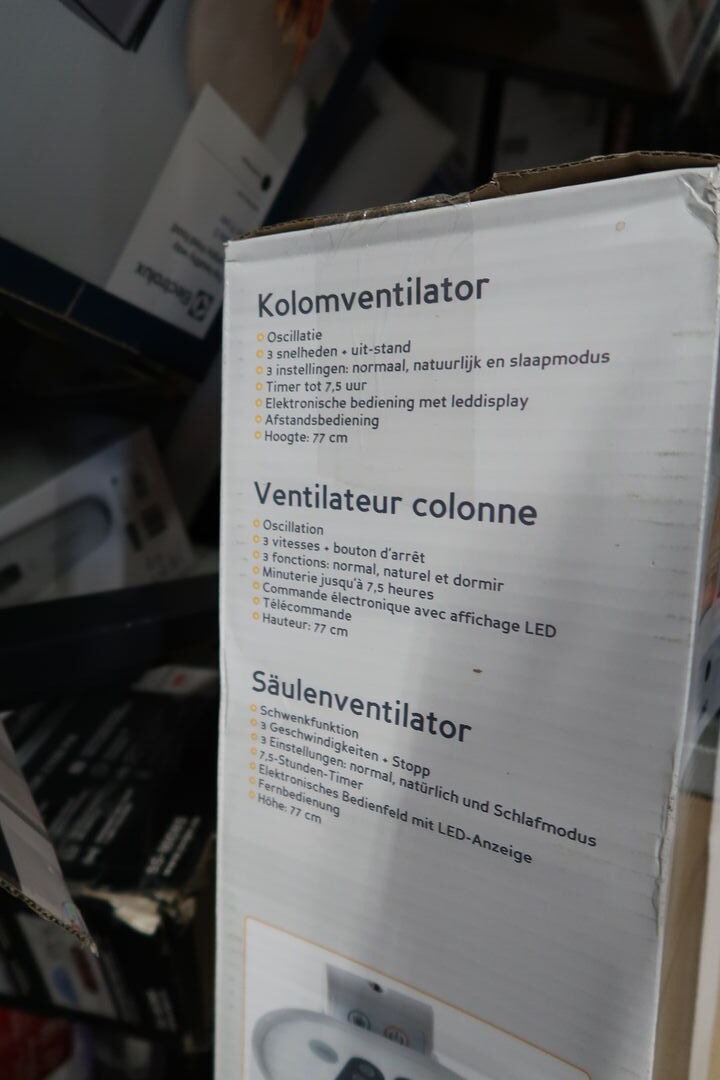 Electrolux
Kolomventilator
Oscillatie
3 snelheden + uit-stand
3 instellingen: normaal, natuurlijk en slaapmodus
Timer tot 7,5 uur
Elektronische bediening met leddisplay
Afstandsbediening
Hoogte: 77 cm
Ventilateur colonne
Oscillation
3 vitesses + bouton d'arrêt
3 fonctions: normal, naturel et dormir
Minuterie jusqu'à 7,5 heures
Commande électronique avec affichage LED
Télécommande
Hauteur: 77 cm
Säulenventilator
Schwenkfunktion
3 Geschwindigkeiten + Stopp
3 Einstellungen: normal, natürlich und Schlafmodus
7,5-Stunden-Timer
Elektronisches Bedienfeld mit LED-Anzeige
Fernbedienung
Höhe: 77 cm